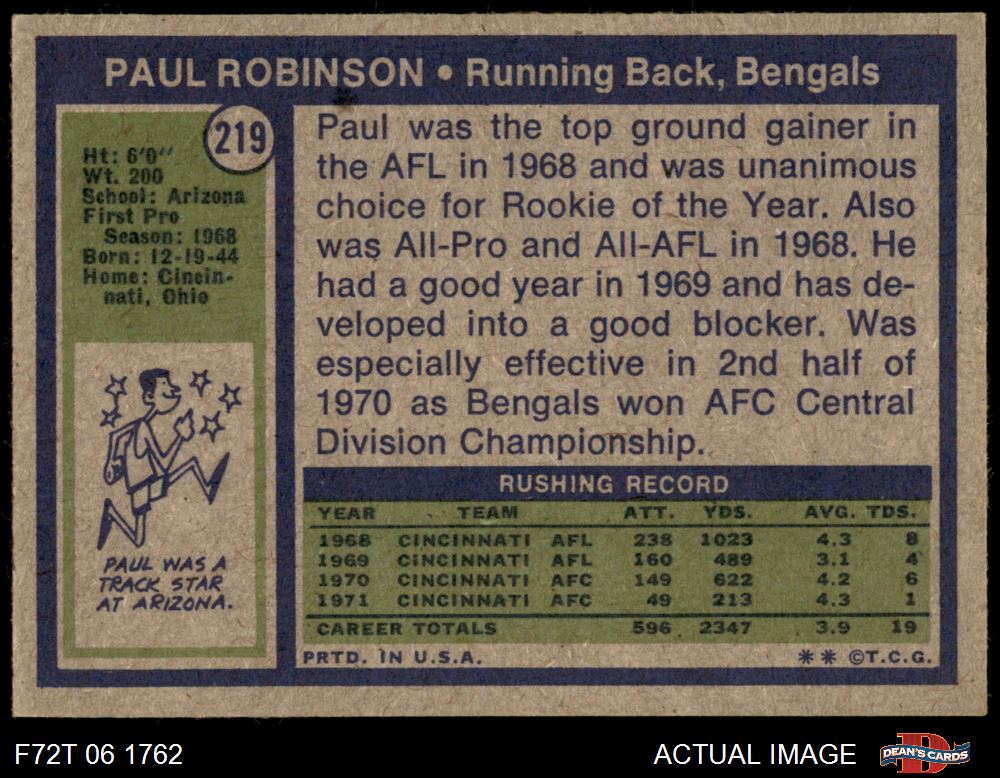 PAUL ROBINSON • Running Back, Bengals
219
Ht: 6'0"
Wt. 200
School: Arizona
First Pro
Season: 1968
Born: 12-19-44
Home: Cincin-
nati, Ohio
PAUL WAS A
TRACK STAR
AT ARIZONA.
Paul was the top ground gainer in
the AFL in 1968 and was unanimous
choice for Rookie of the Year. Also
was All-Pro and All-AFL in 1968. He
had a good year in 1969 and has de-
veloped into a good blocker. Was
especially effective in 2nd half of
1970 as Bengals won AFC Central
Division Championship.
RUSHING RECORD
YEAR TEAM ATT. YDS. AVG. TDS.
1968 CINCINNATI AFL 238 1023 4.3 8
1969 CINCINNATI AFL 160 489 3.1 4
1970 CINCINNATI AFC 149 622 4.2 6
1971 CINCINNATI AFC 49 213 4.3 1
CAREER TOTALS 596 2347 3.9 19
PRTD. IN U.S.A. ** ©T.C.G.
F72T 06 1762 ACTUAL IMAGE DEAN'S CARDS